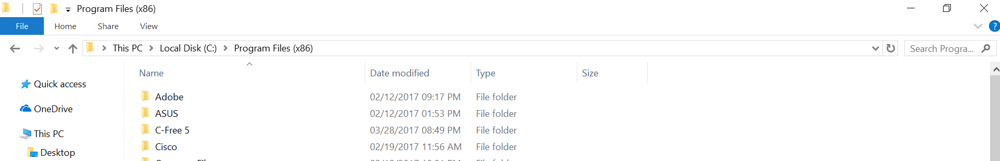 Program Files (x86)
File Home Share View
This PC Local Disk (C:) Program Files (x86) Search Progra...
Name Date modified Type Size
Quick access
OneDrive
This PC
Desktop
Adobe 02/12/2017 09:17 PM File folder
ASUS 02/12/2017 01:53 PM File folder
C-Free 5 03/28/2017 08:49 PM File folder
Cisco 02/19/2017 11:56 AM File folder